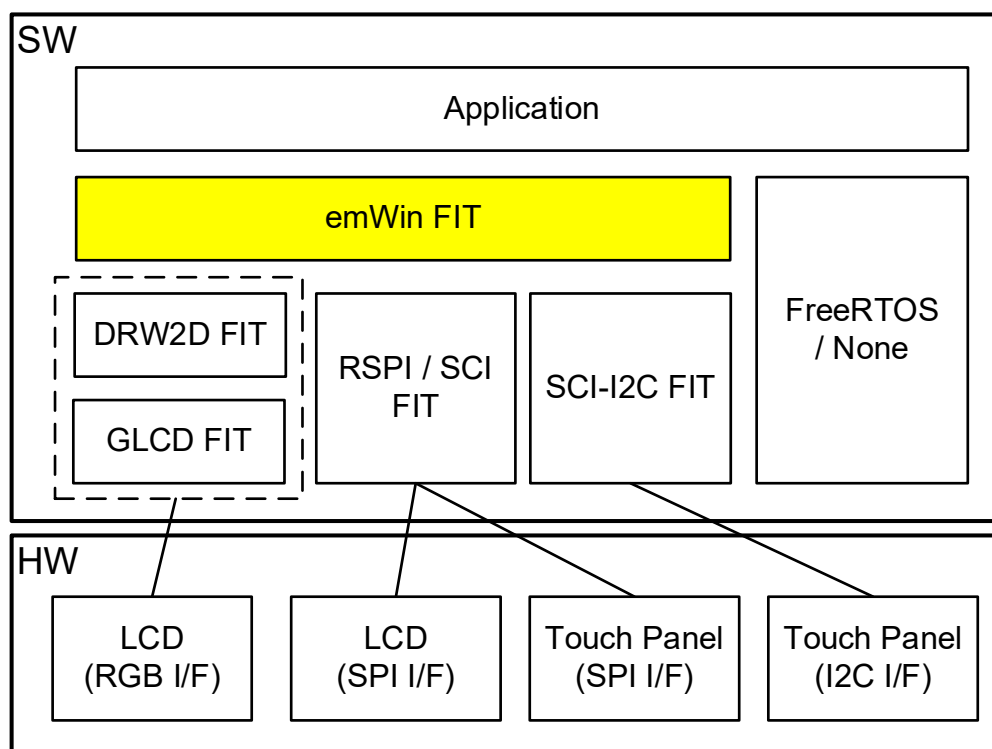 SW
Application
emWin FIT
DRW2D FIT
GLCD FIT
RSPI / SCI
FIT
SCI-I2C FIT
FreeRTOS
/ None
HW
LCD
(RGB I/F)
LCD
(SPI I/F)
Touch Panel
(SPI I/F)
Touch Panel
(I2C I/F)